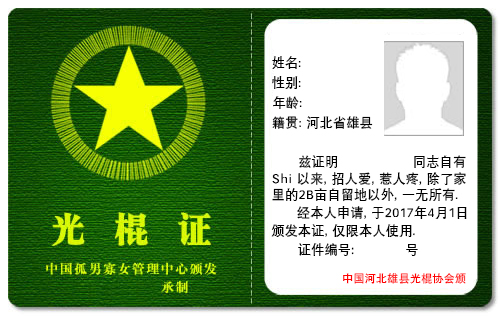 光棍证
中国孤男寡女管理中心颁发
承制
姓名:
性别:
年龄:
籍贯: 河北省雄县
兹证明 同志自有
Shi 以来, 招人爱, 惹人疼, 除了家
里的2B亩自留地以外, 一无所有.
经本人申请, 于2017年4月1日
颁发本证, 仅限本人使用.
证件编号: 号
中国河北雄县光棍协会颁